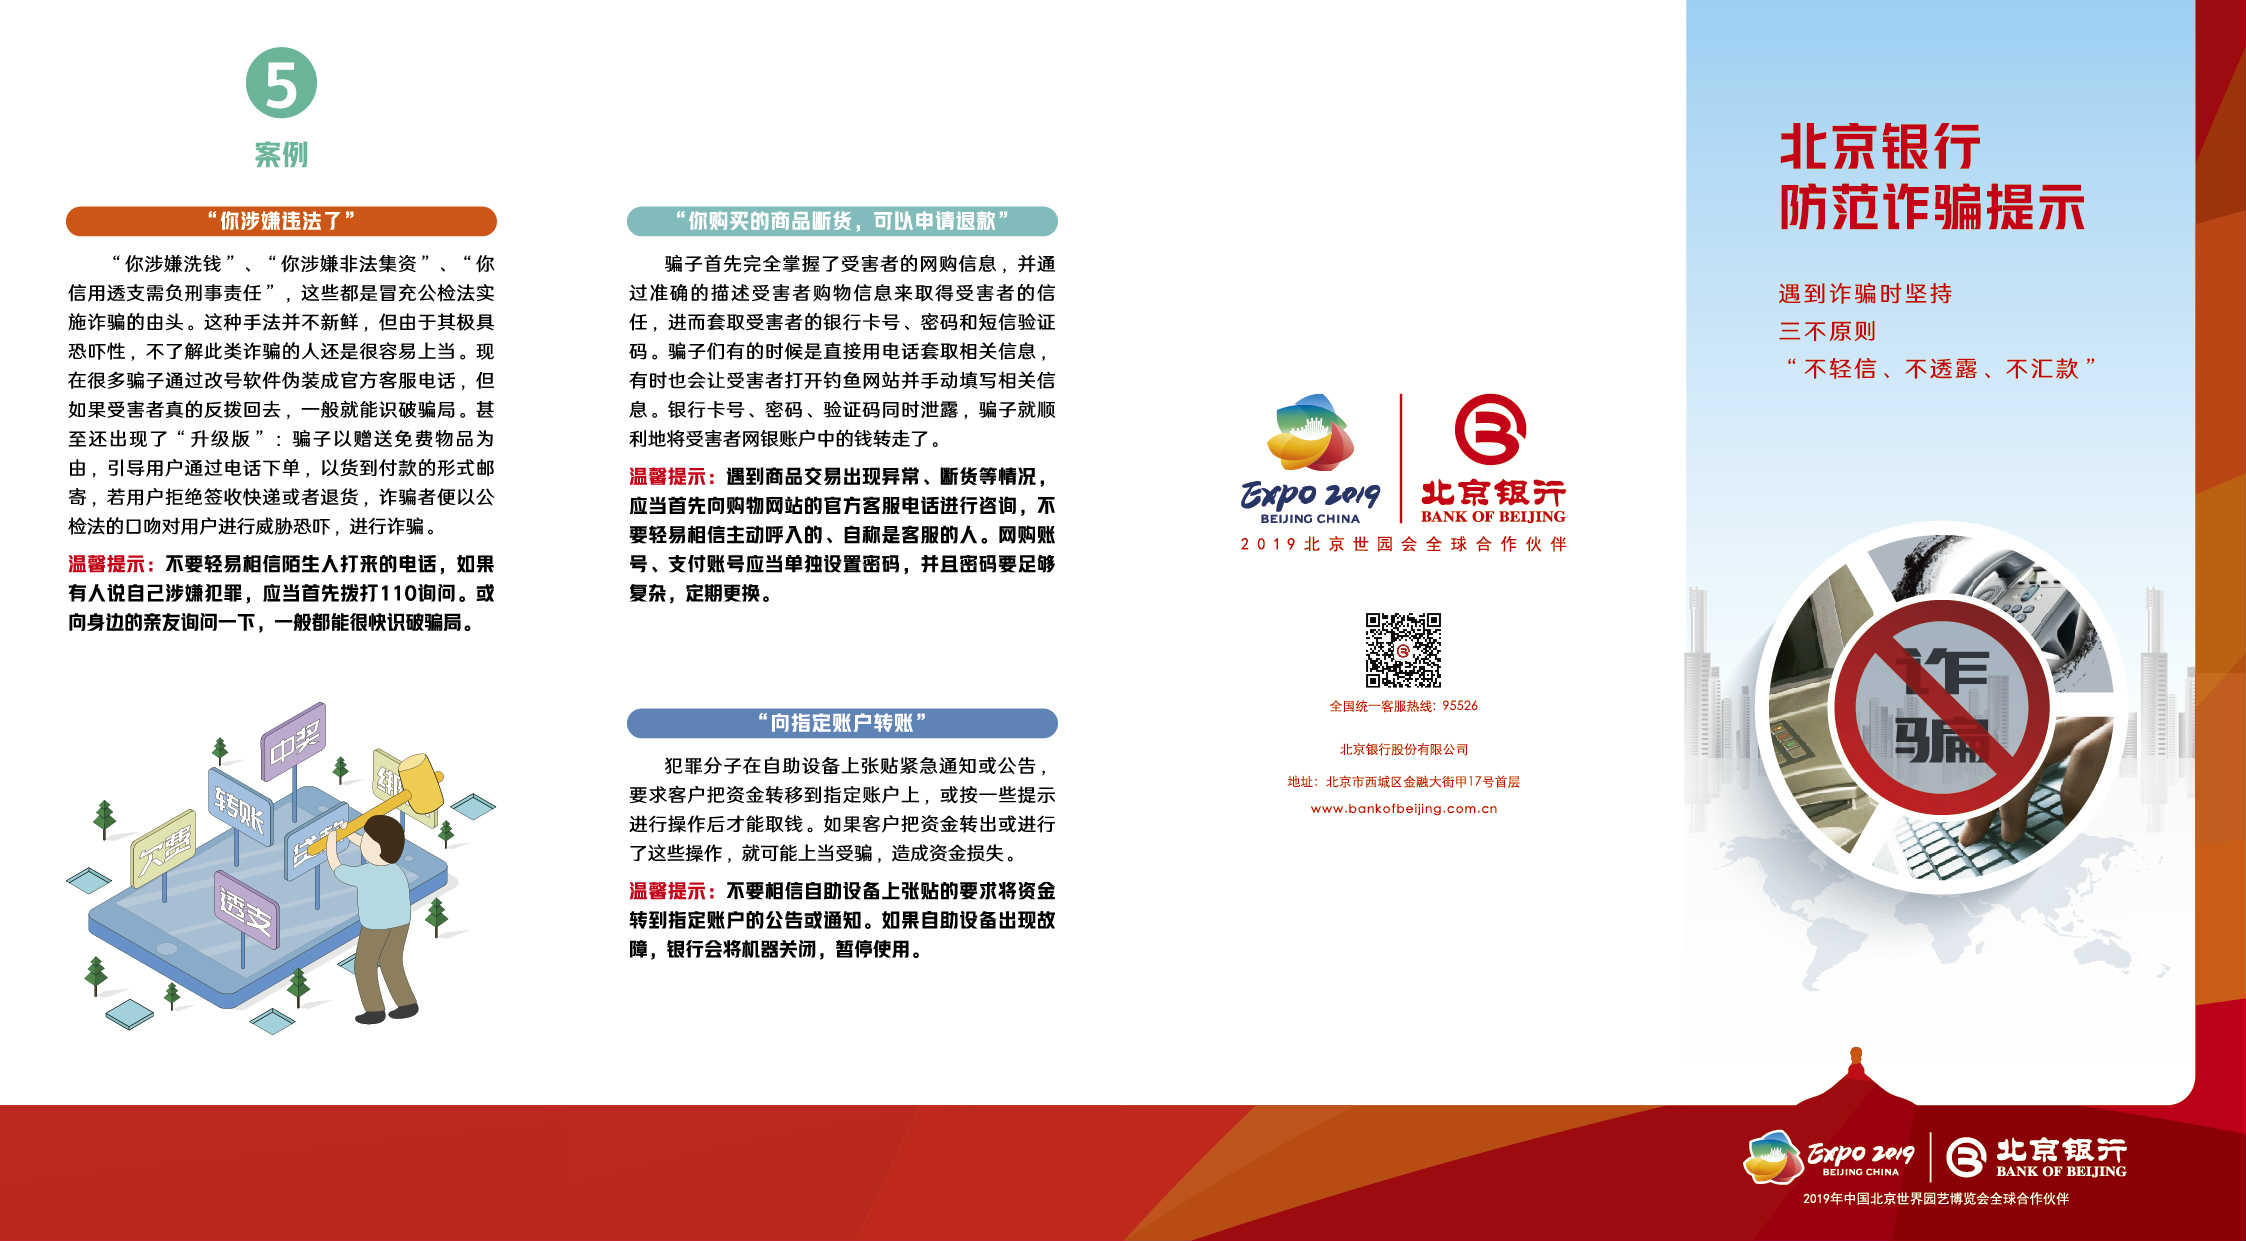 5
案例
“你涉嫌违法了”
“你涉嫌洗钱”、“你涉嫌非法集资”、“你
信用透支需负刑事责任”，这些都是冒充公检法实
施诈骗的由头。这种手法并不新鲜，但由于其极具
恐吓性，不了解此类诈骗的人还是很容易上当。现
在很多骗子通过改号软件伪装成官方客服电话，但
如果受害者真的反拨回去，一般就能识破骗局。甚
至还出现了“升级版”：骗子以赠送免费物品为
由，引导用户通过电话下单，以货到付款的形式邮
寄，若用户拒绝签收快递或者退货，诈骗者便以公
检法的口吻对用户进行威胁恐吓，进行诈骗。
温馨提示：不要轻易相信陌生人打来的电话，如果
有人说自己涉嫌犯罪，应当首先拨打110询问。或
向身边的亲友询问一下，一般都能很快识破骗局。
中奖
转账
欠费
透支
“你购买的商品断货，可以申请退款”
骗子首先完全掌握了受害者的网购信息，并通
过准确的描述受害者购物信息来取得受害者的信
任，进而套取受害者的银行卡号、密码和短信验证
码。骗子们有的时候是直接用电话套取相关信息，
有时也会让受害者打开钓鱼网站并手动填写相关信
息。银行卡号、密码、验证码同时泄露，骗子就顺
利地将受害者网银账户中的钱转走了。
温馨提示：遇到商品交易出现异常、断货等情况，
应当首先向购物网站的官方客服电话进行咨询，不
要轻易相信主动呼入的、自称是客服的人。网购账
号、支付账号应当单独设置密码，并且密码要足够
复杂，定期更换。
“向指定账户转账”
犯罪分子在自助设备上张贴紧急通知或公告，
要求客户把资金转移到指定账户上，或按一些提示
进行操作后才能取钱。如果客户把资金转出或进行
了这些操作，就可能上当受骗，造成资金损失。
温馨提示：不要相信自助设备上张贴的要求将资金
转到指定账户的公告或通知。如果自助设备出现故
障，银行会将机器关闭，暂停使用。
EXPO 2019
BEIJING CHINA
北京银行
BANK OF BEIJING
2019北京世园会全球合作伙伴
全国统一客服热线：95526
北京银行股份有限公司
地址：北京市西城区金融大街甲17号首层
www.bankofbeijing.com.cn
北京银行
防范诈骗提示
遇到诈骗时坚持
三不原则
“不轻信、不透露、不汇款”
诈
骗
EXPO 2019
BEIJING CHINA
北京银行
BANK OF BEIJING
2019年中国北京世界园艺博览会全球合作伙伴